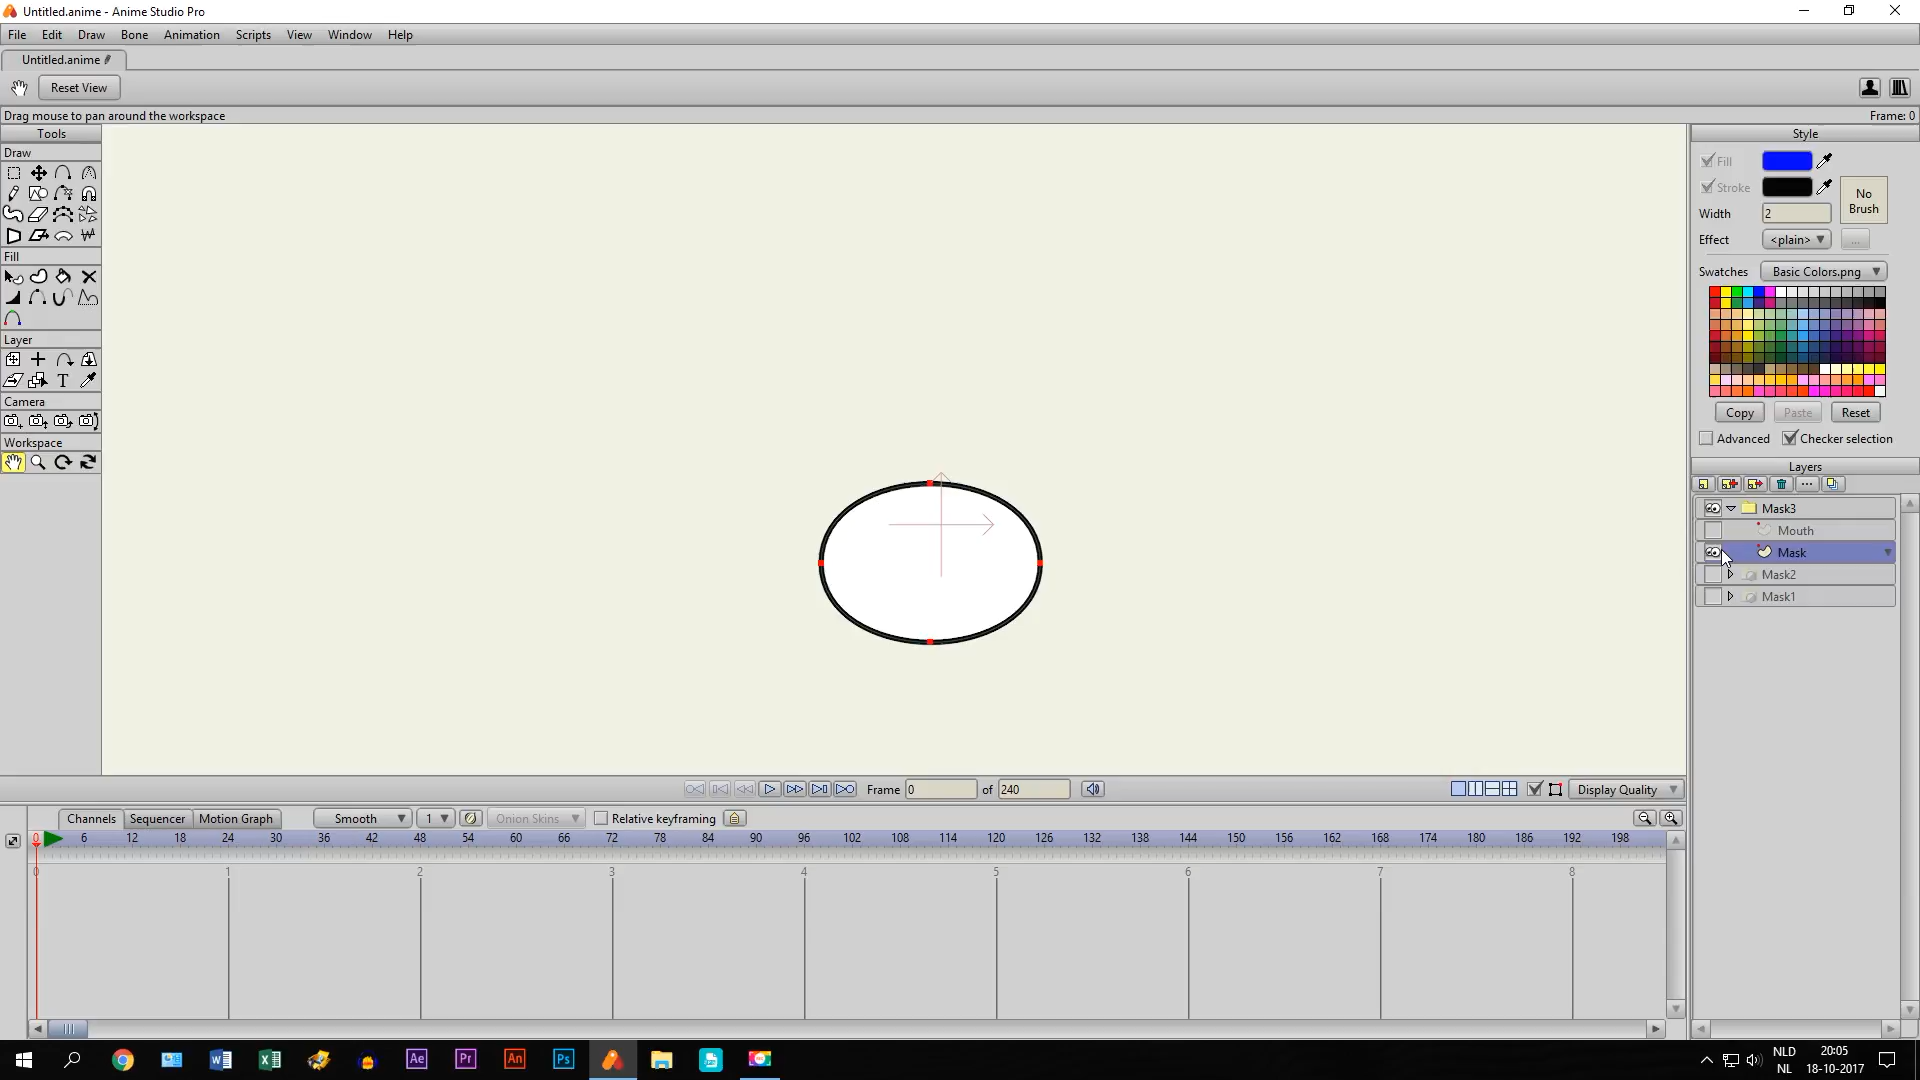 Untitled.anime - Anime Studio Pro
File Edit Draw Bone Animation Scripts View Window Help
Untitled.anime
Reset View
Drag mouse to pan around the workspace Frame: 0
Tools
Draw
Fill
Layer
T
Camera
Workspace
Style
Fill
Stroke
No
Brush
Width 2
Effect <plain> ...
Swatches Basic Colors.png
Copy Paste Reset
Advanced Checker selection
Layers
Mask3
Mouth
Mask
Mask2
Mask1
Frame 0 of 240 Display Quality
Channels Sequencer Motion Graph Smooth 1 Onion Skins Relative keyframing
0 6 12 18 24 30 36 42 48 54 60 66 72 78 84 90 96 102 108 114 120 126 132 138 144 150 156 162 168 174 180 186 192 198
0 1 2 3 4 5 6 7 8
Ae Pr An Ps
NLD
NL
20:05
18-10-2017